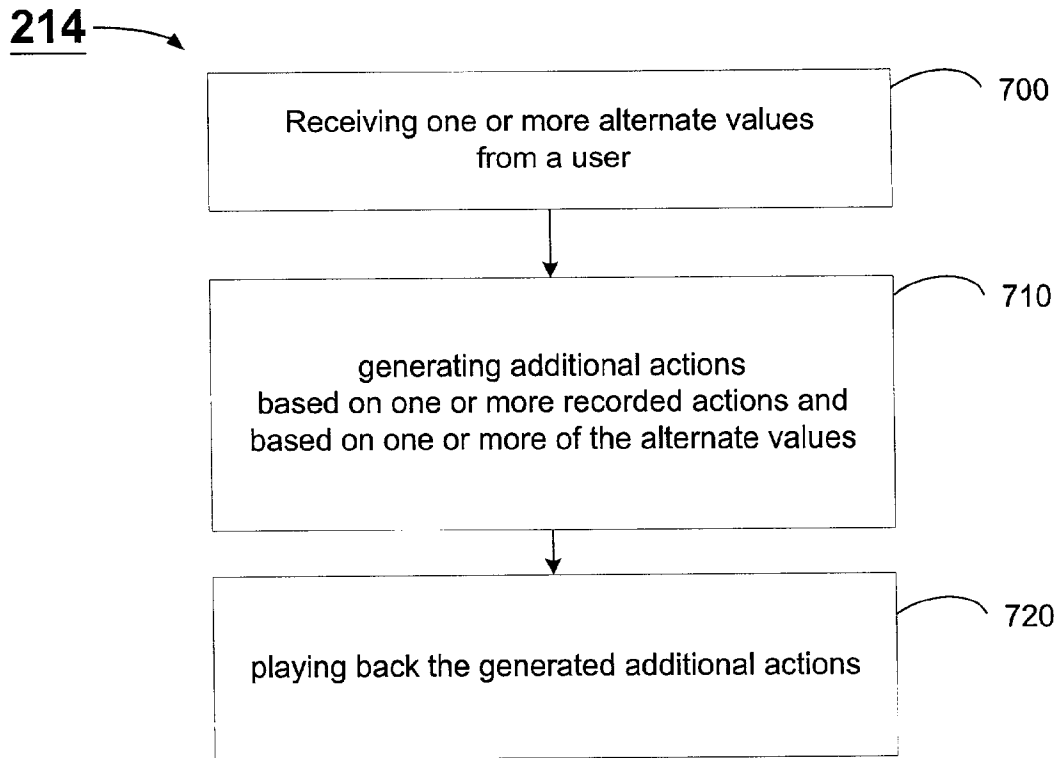 214
700
Receiving one or more alternate values
from a user
710
generating additional actions
based on one or more recorded actions and
based on one or more of the alternate values
720
playing back the generated additional actions